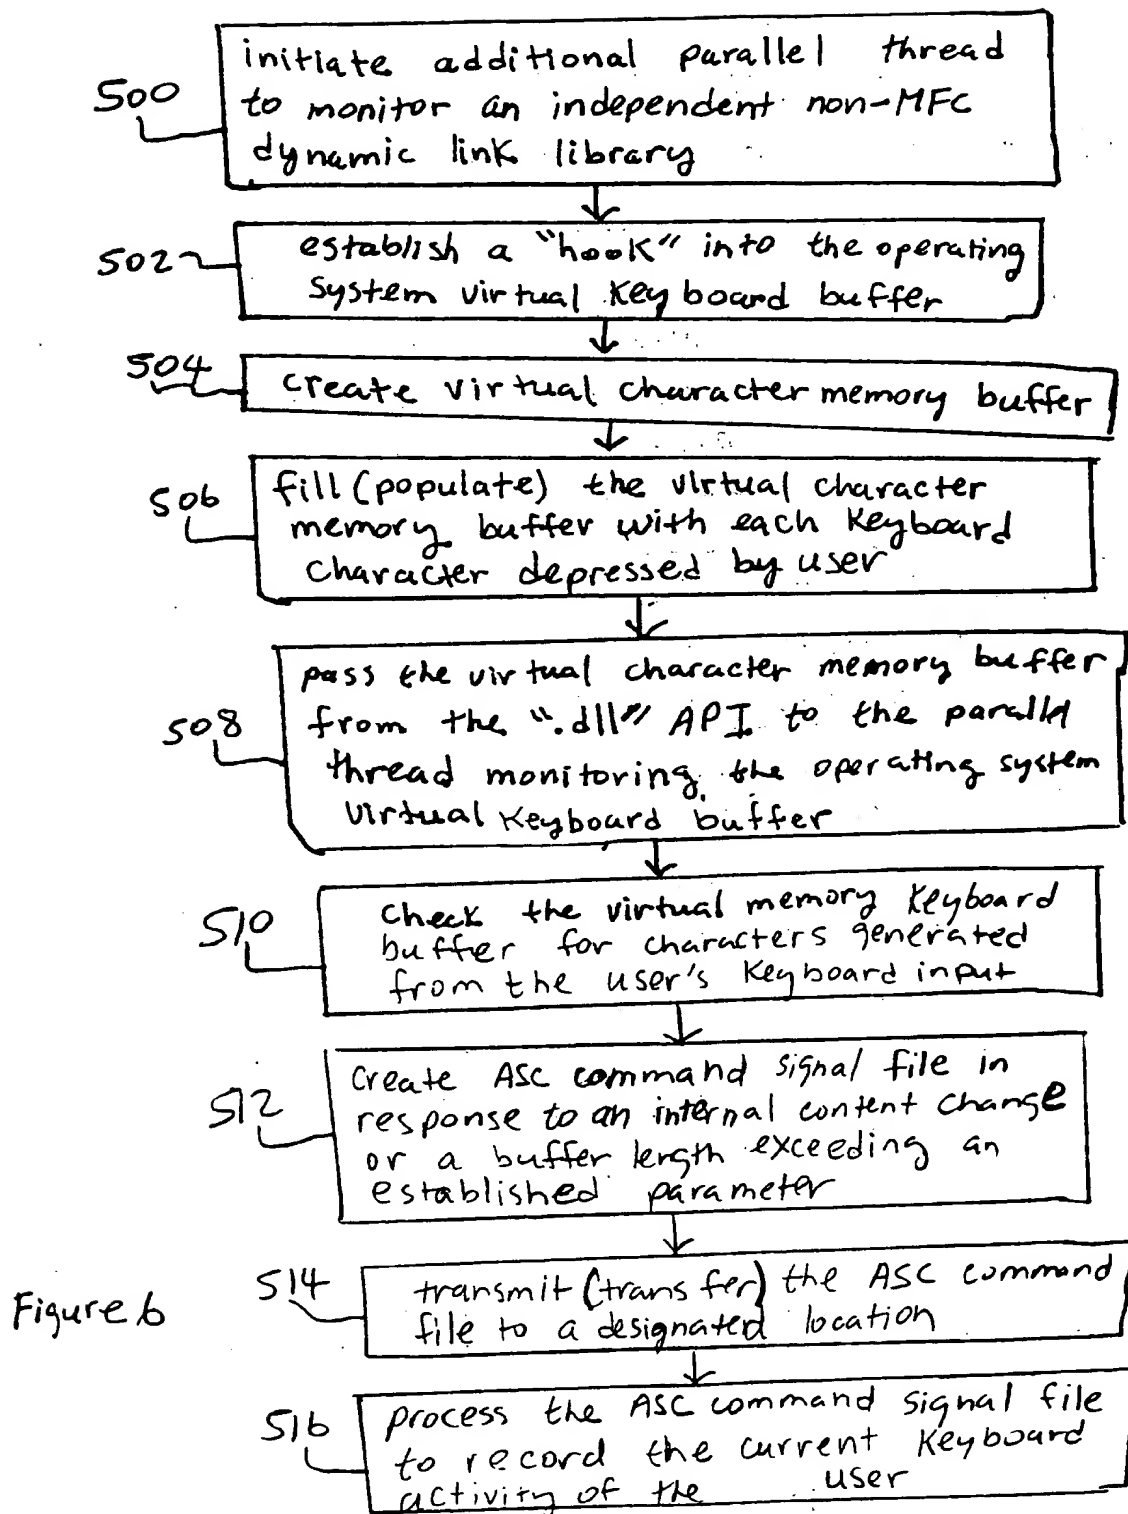 500
initiate additional parallel thread
to monitor an independent non-MFC
dynamic link library
502
establish a "hook" into the operating
system virtual Keyboard buffer
504
create virtual character memory buffer
506
fill (populate) the virtual character
memory buffer with each Keyboard
character depressed by user
508
pass the virtual character memory buffer
from the ".dll" API to the parallel
thread monitoring the operating system
virtual Keyboard buffer
510
check the virtual memory Keyboard
buffer for characters generated
from the user's Keyboard input
512
create ASC command signal file in
response to an internal content change
or a buffer length exceeding an
established parameter
514
transmit (transfer) the ASC command
file to a designated location
Figure 6
516
process the ASC command signal file
to record the current Keyboard
activity of the user